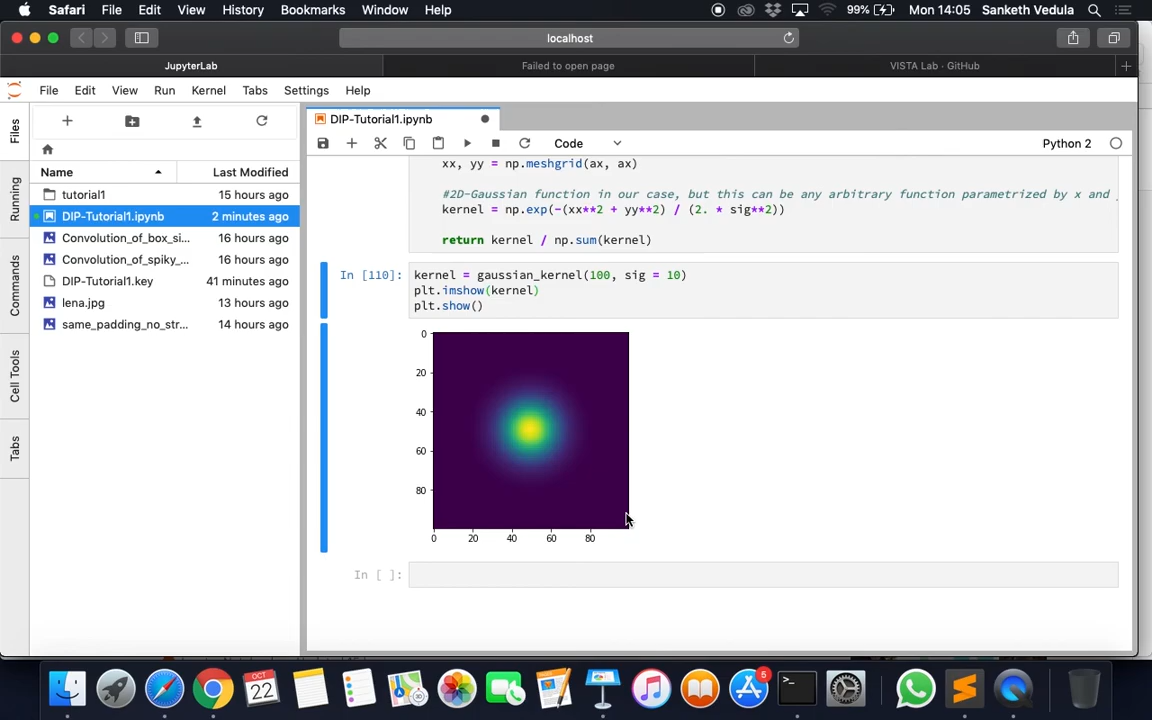 Safari File Edit View History Bookmarks Window Help 99% Mon 14:05 Sanketh Vedula
localhost
JupyterLab Failed to open page VISTA Lab · GitHub
File Edit View Run Kernel Tabs Settings Help
Files
Running
Commands
Cell Tools
Tabs
Name Last Modified
tutorial1 15 hours ago
DIP-Tutorial1.ipynb 2 minutes ago
Convolution_of_box_si... 16 hours ago
Convolution_of_spiky_... 16 hours ago
DIP-Tutorial1.key 41 minutes ago
lena.jpg 13 hours ago
same_padding_no_str... 14 hours ago
DIP-Tutorial1.ipynb
Code Python 2
xx, yy = np.meshgrid(ax, ax)
#2D-Gaussian function in our case, but this can be any arbitrary function parametrized by x and
kernel = np.exp(-(xx**2 + yy**2) / (2. * sig**2))
return kernel / np.sum(kernel)
In [110]: kernel = gaussian_kernel(100, sig = 10)
plt.imshow(kernel)
plt.show()
0
20
40
60
80
0 20 40 60 80
In [ ]:
OCT
22
5
>_